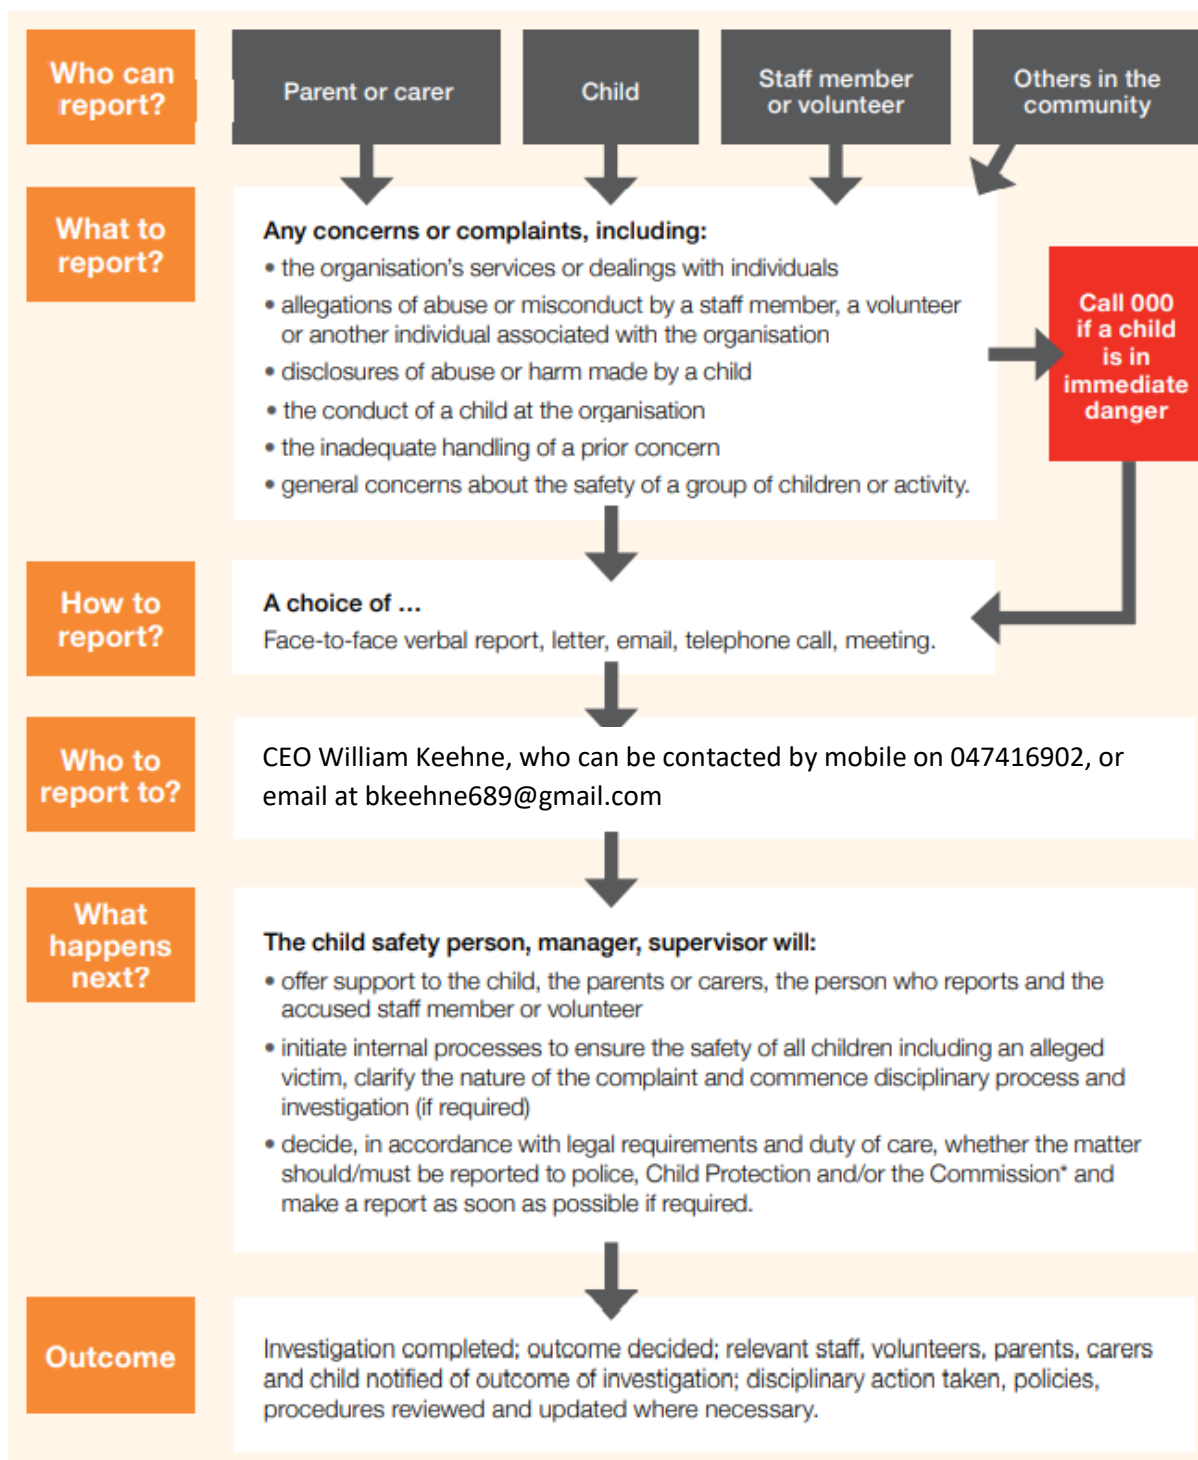 Who can
report?
Parent or carer
Child
Staff member
or volunteer
Others in the
community
What to
report?
Any concerns or complaints, including:
• the organisation's services or dealings with individuals
• allegations of abuse or misconduct by a staff member, a volunteer
or another individual associated with the organisation
• disclosures of abuse or harm made by a child
• the conduct of a child at the organisation
• the inadequate handling of a prior concern
• general concerns about the safety of a group of children or activity.
Call 000
if a child
is in
immediate
danger
How to
report?
A choice of ...
Face-to-face verbal report, letter, email, telephone call, meeting.
Who to
report to?
CEO William Keehne, who can be contacted by mobile on 047416902, or
email at bkeehne689@gmail.com
What
happens
next?
The child safety person, manager, supervisor will:
• offer support to the child, the parents or carers, the person who reports and the
accused staff member or volunteer
• initiate internal processes to ensure the safety of all children including an alleged
victim, clarify the nature of the complaint and commence disciplinary process and
investigation (if required)
• decide, in accordance with legal requirements and duty of care, whether the matter
should/must be reported to police, Child Protection and/or the Commission* and
make a report as soon as possible if required.
Outcome
Investigation completed; outcome decided; relevant staff, volunteers, parents, carers
and child notified of outcome of investigation; disciplinary action taken, policies,
procedures reviewed and updated where necessary.